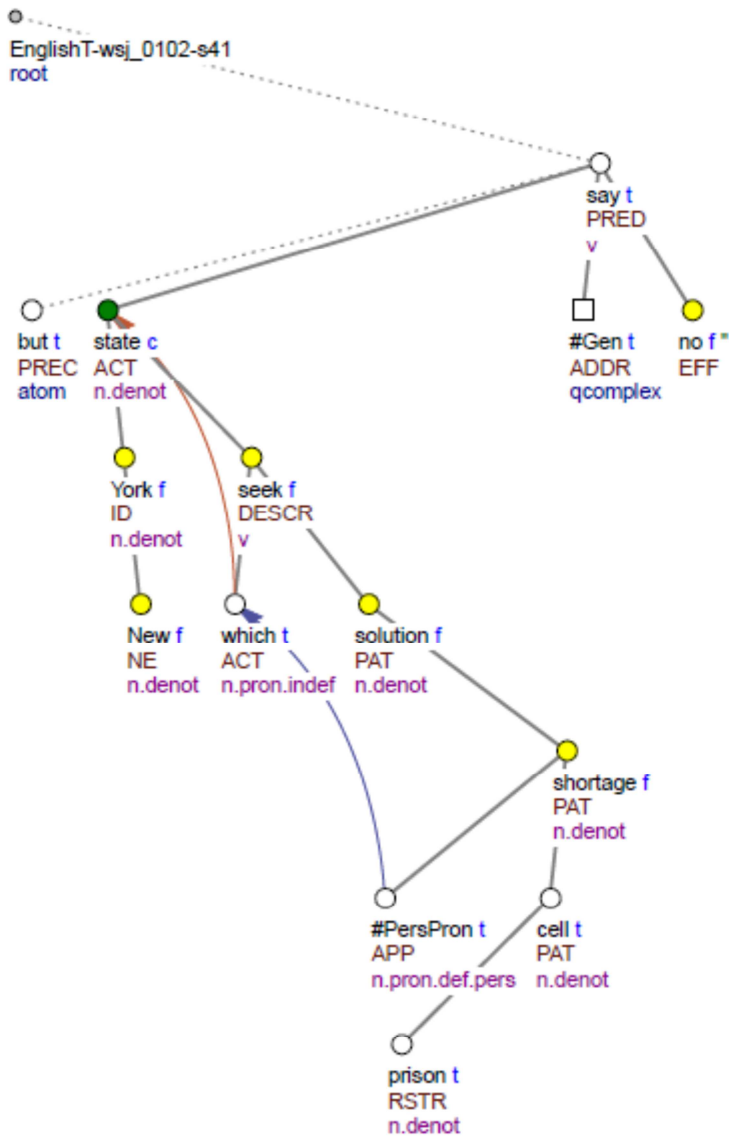 EnglishT-wsj_0102-s41
root
say t
PRED
v
but t
PREC
atom
state c
ACT
n.denot
#Gen t
ADDR
qcomplex
no f "
EFF
York f
ID
n.denot
seek f
DESCR
v
New f
NE
n.denot
which t
ACT
n.pron.indef
solution f
PAT
n.denot
shortage f
PAT
n.denot
#PersPron t
APP
n.pron.def.pers
cell t
PAT
n.denot
prison t
RSTR
n.denot